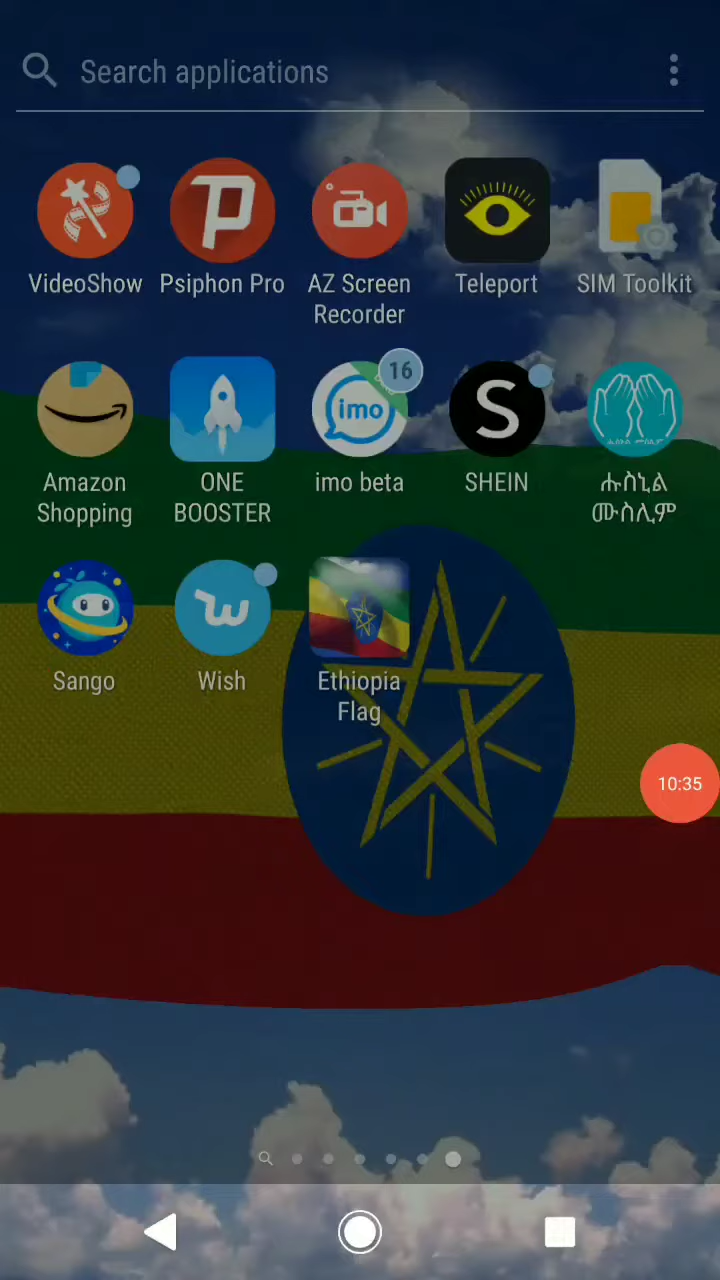 Search applications
VideoShow
Psiphon Pro
AZ Screen
Recorder
Teleport
SIM Toolkit
Amazon
Shopping
ONE
BOOSTER
16
imo
imo beta
S
SHEIN
ሑስኒል
ሙስሊም
Sango
Wish
Ethiopia
Flag
10:35